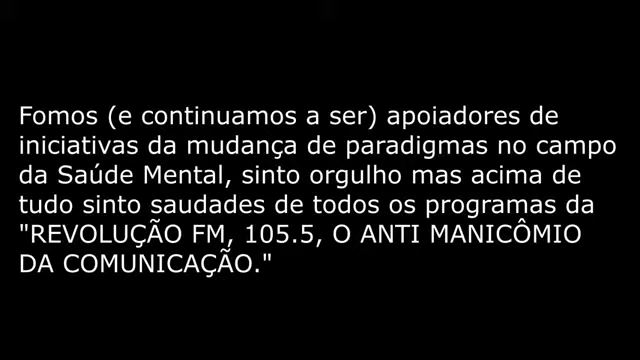 Fomos (e continuamos a ser) apoiadores de
iniciativas da mudança de paradigmas no campo
da Saúde Mental, sinto orgulho mas acima de
tudo sinto saudades de todos os programas da
"REVOLUÇÃO FM, 105.5, O ANTI MANICÔMIO
DA COMUNICAÇÃO."